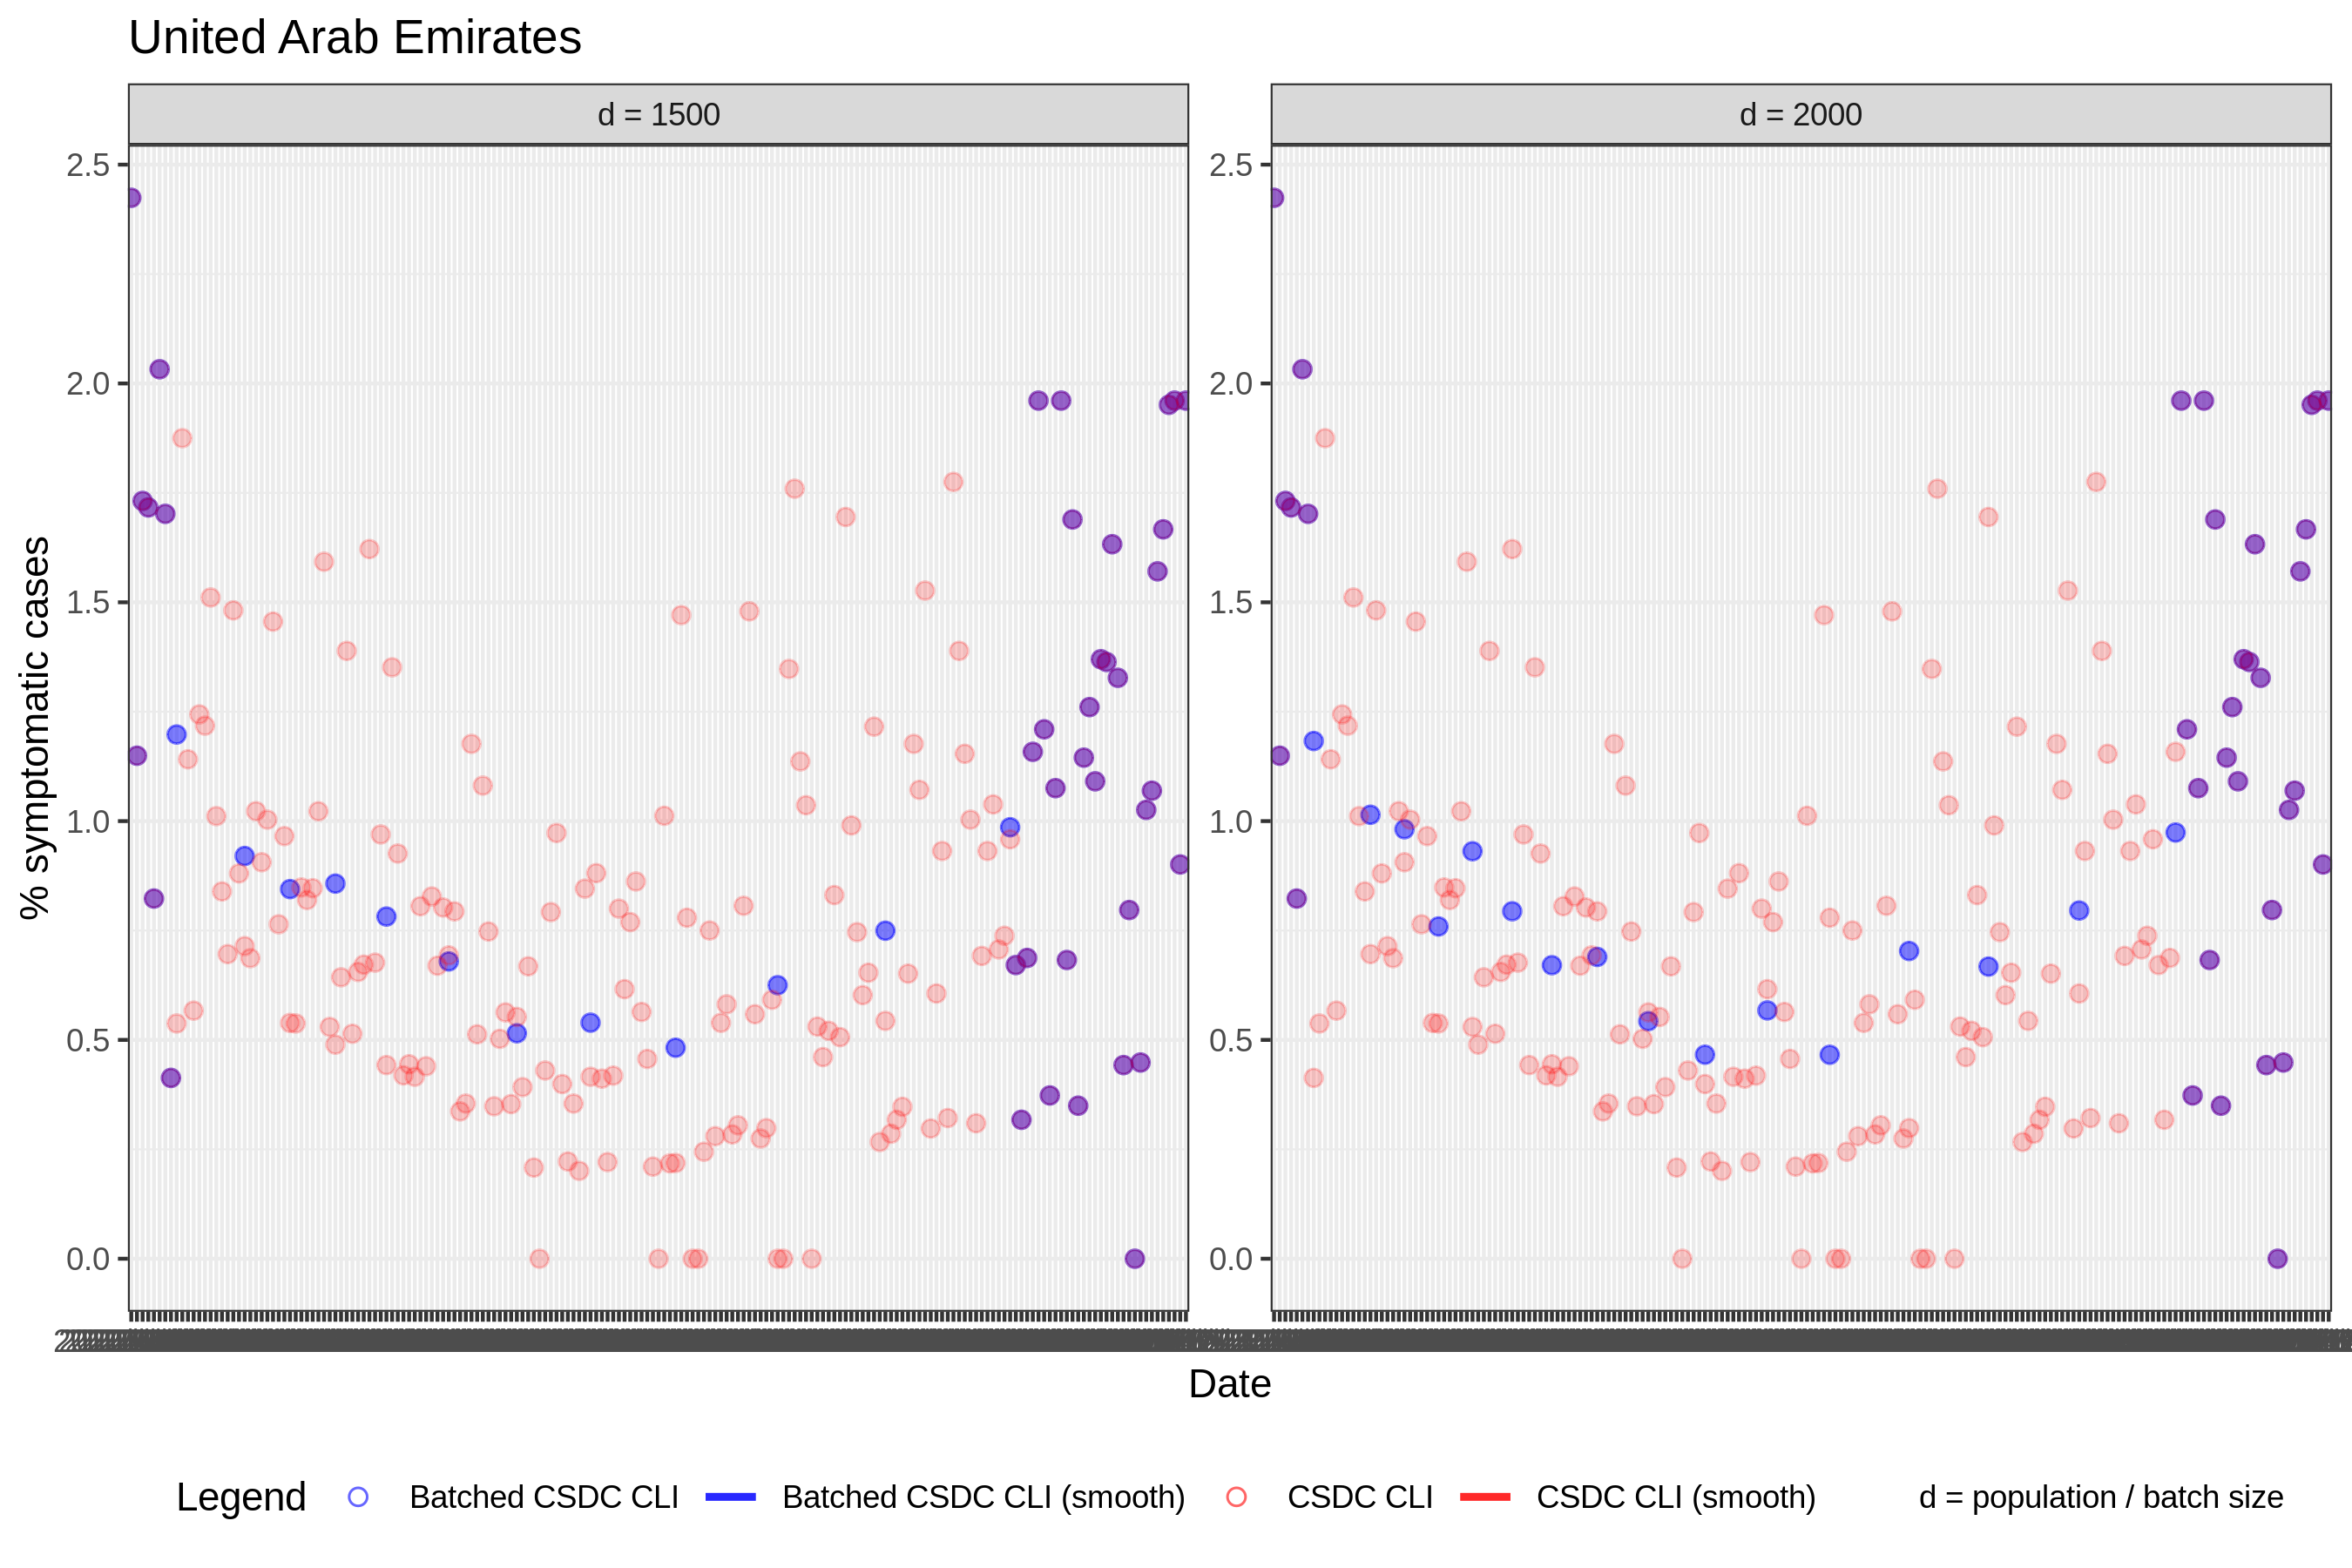 United Arab Emirates
d = 1500
d = 2000
2.5
2.0
1.5
1.0
0.5
0.0
2.5
2.0
1.5
1.0
0.5
0.0
% symptomatic cases
Date
Legend
Batched CSDC CLI
Batched CSDC CLI (smooth)
CSDC CLI
CSDC CLI (smooth)
d = population / batch size